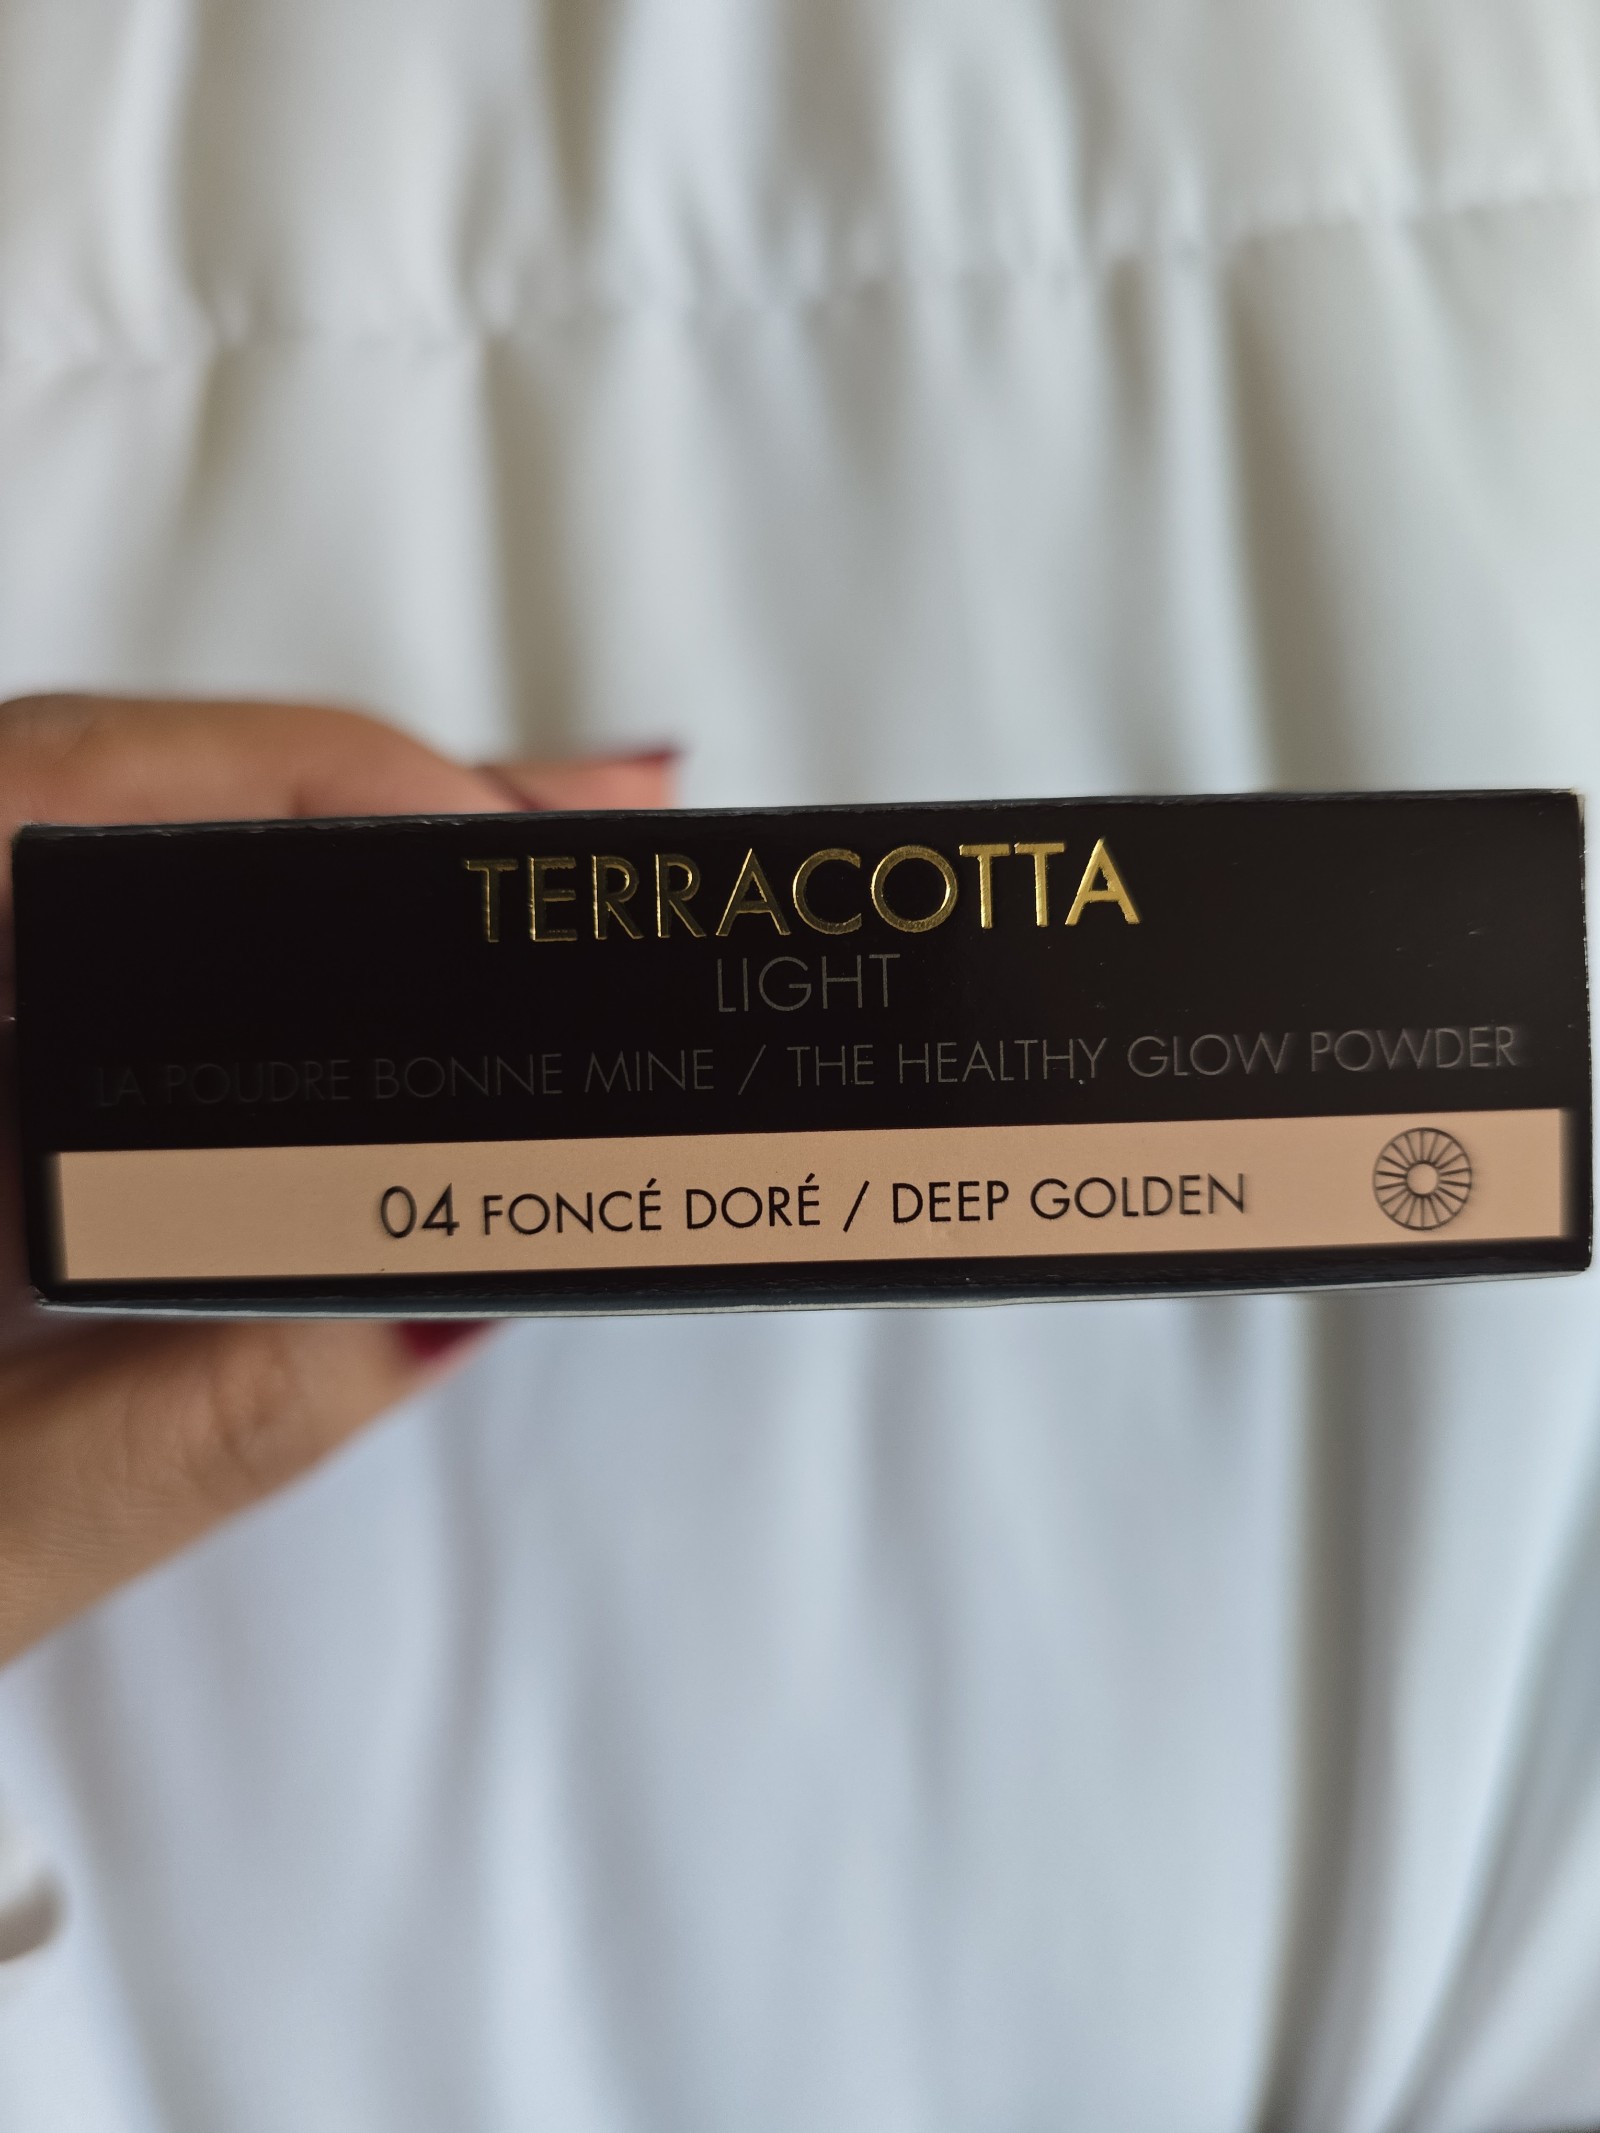 TERRACOTTA
LIGHT
LA POUDRE BONNE MINE / THE HEALTHY GLOW POWDER
04 FONCÉ DORÉ / DEEP GOLDEN